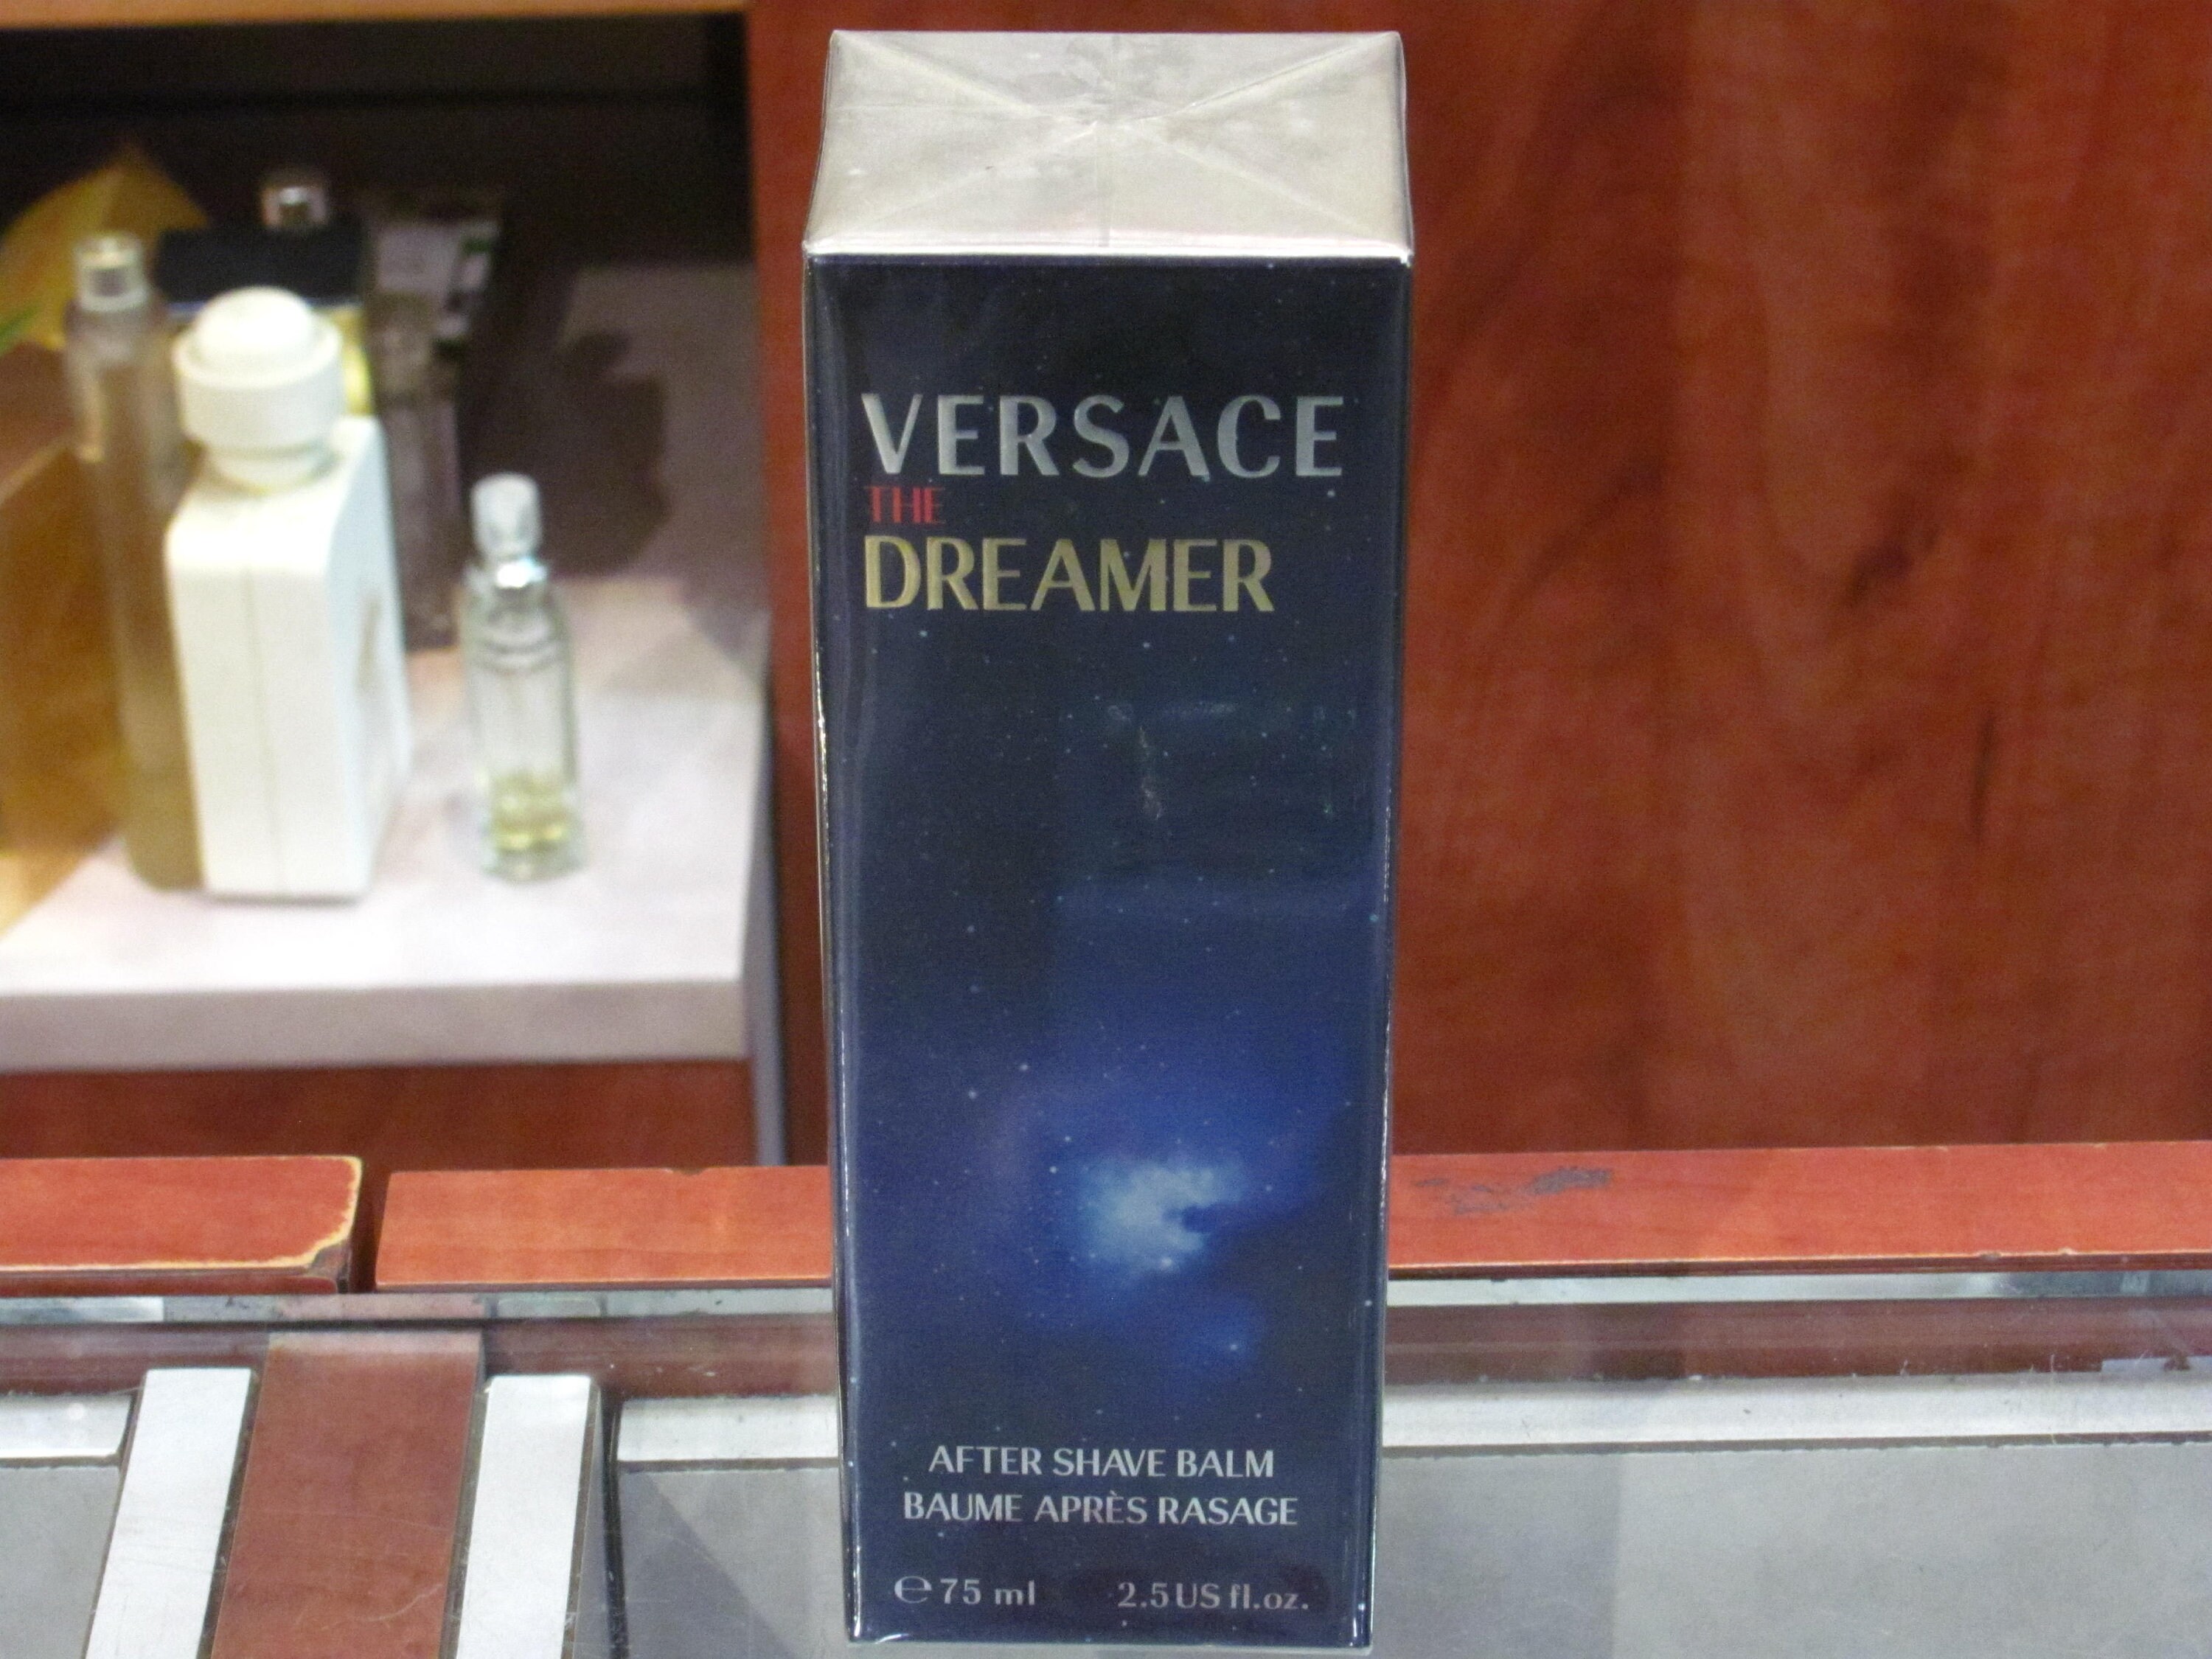 VERSACE
THE
DREAMER
AFTER SHAVE BALM
BAUME APRÈS RASAGE
℮ 75 ml 2.5 US fl.oz.